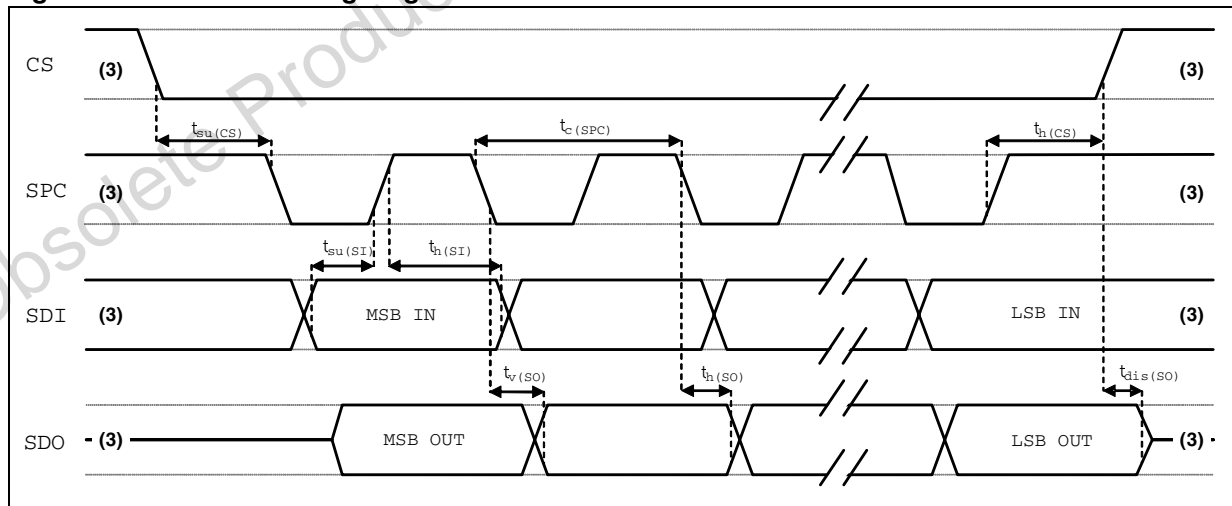 CS (3) (3)
t_su(CS) t_c(SPC) t_h(CS)
SPC (3) (3)
t_su(SI) t_h(SI)
SDI (3) MSB IN LSB IN (3)
t_v(SO) t_h(SO) t_dis(SO)
SDO (3) MSB OUT LSB OUT (3)